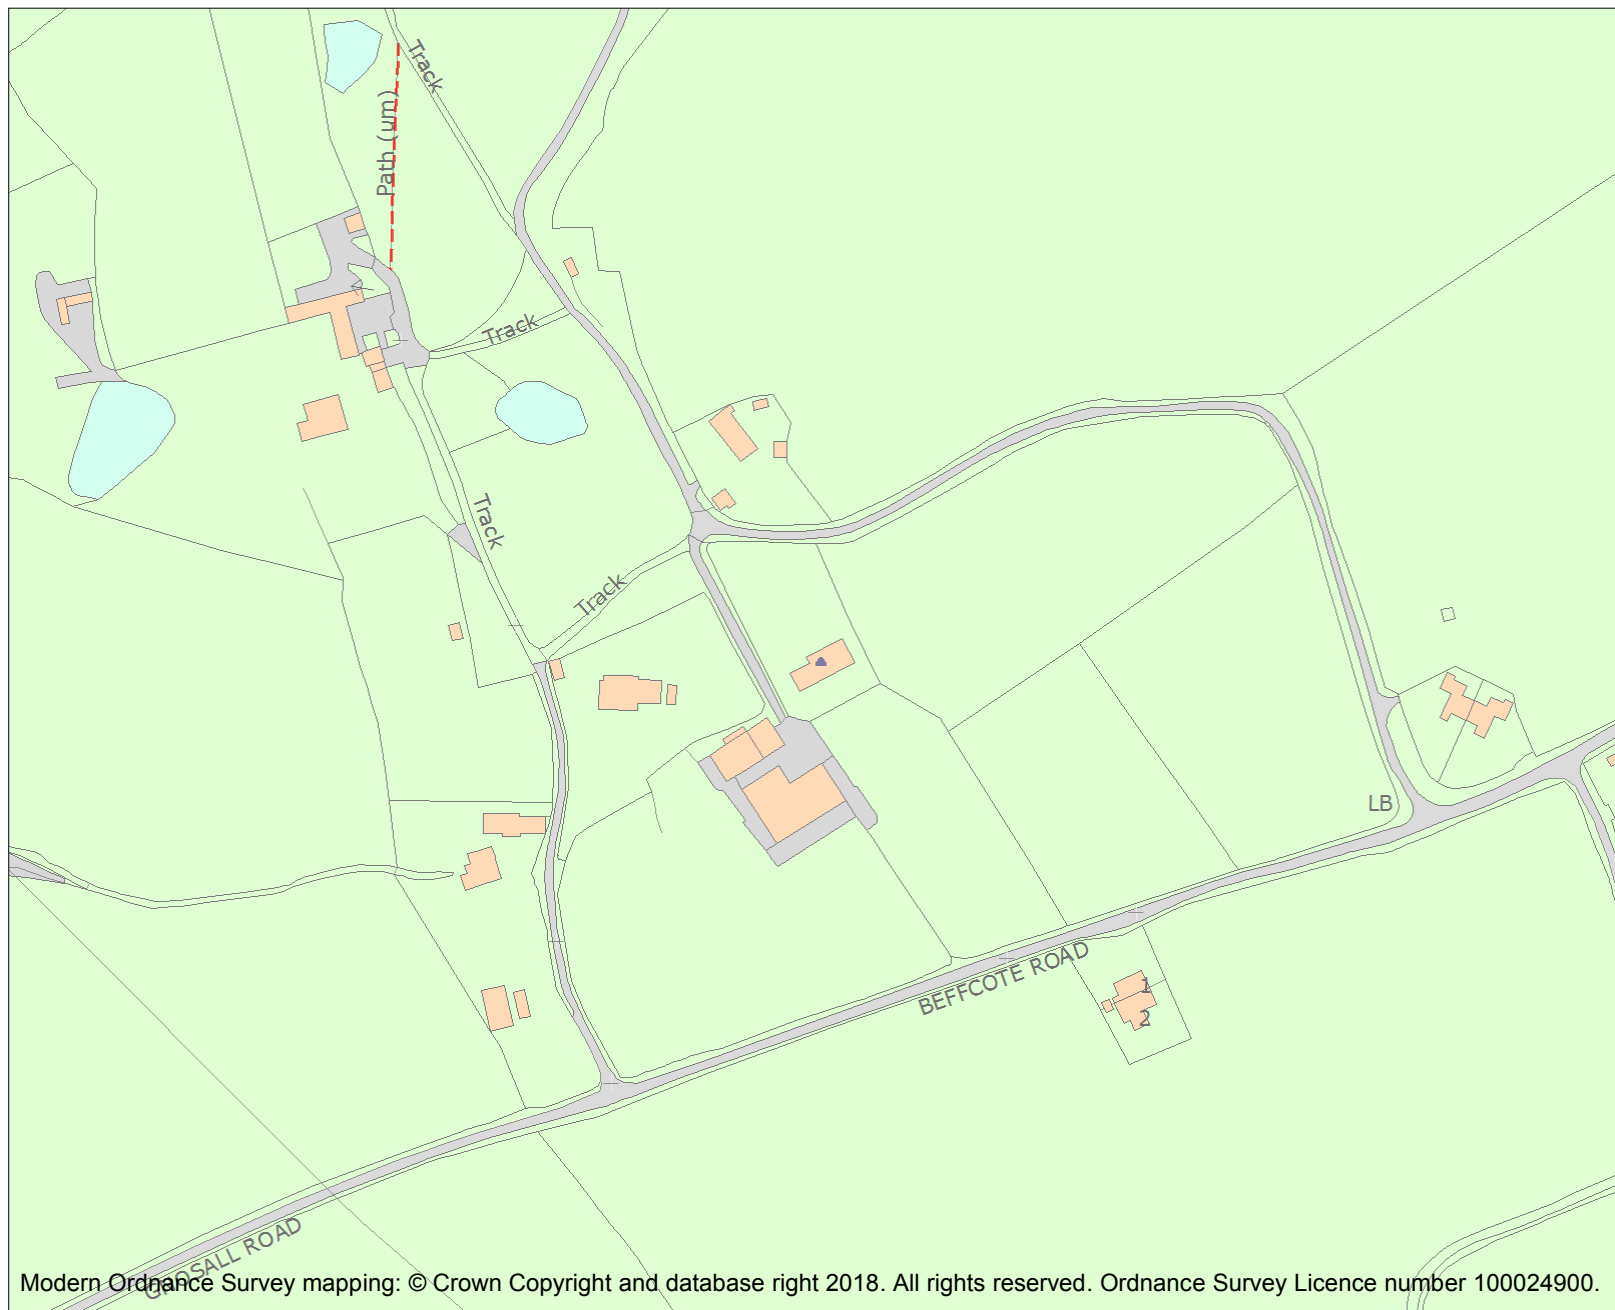 Track
Path (um)
Track
Track
Track
LB
BEFFCOTE ROAD
1
2
GNOSALL ROAD
Modern Ordnance Survey mapping: © Crown Copyright and database right 2018. All rights reserved. Ordnance Survey Licence number 100024900.